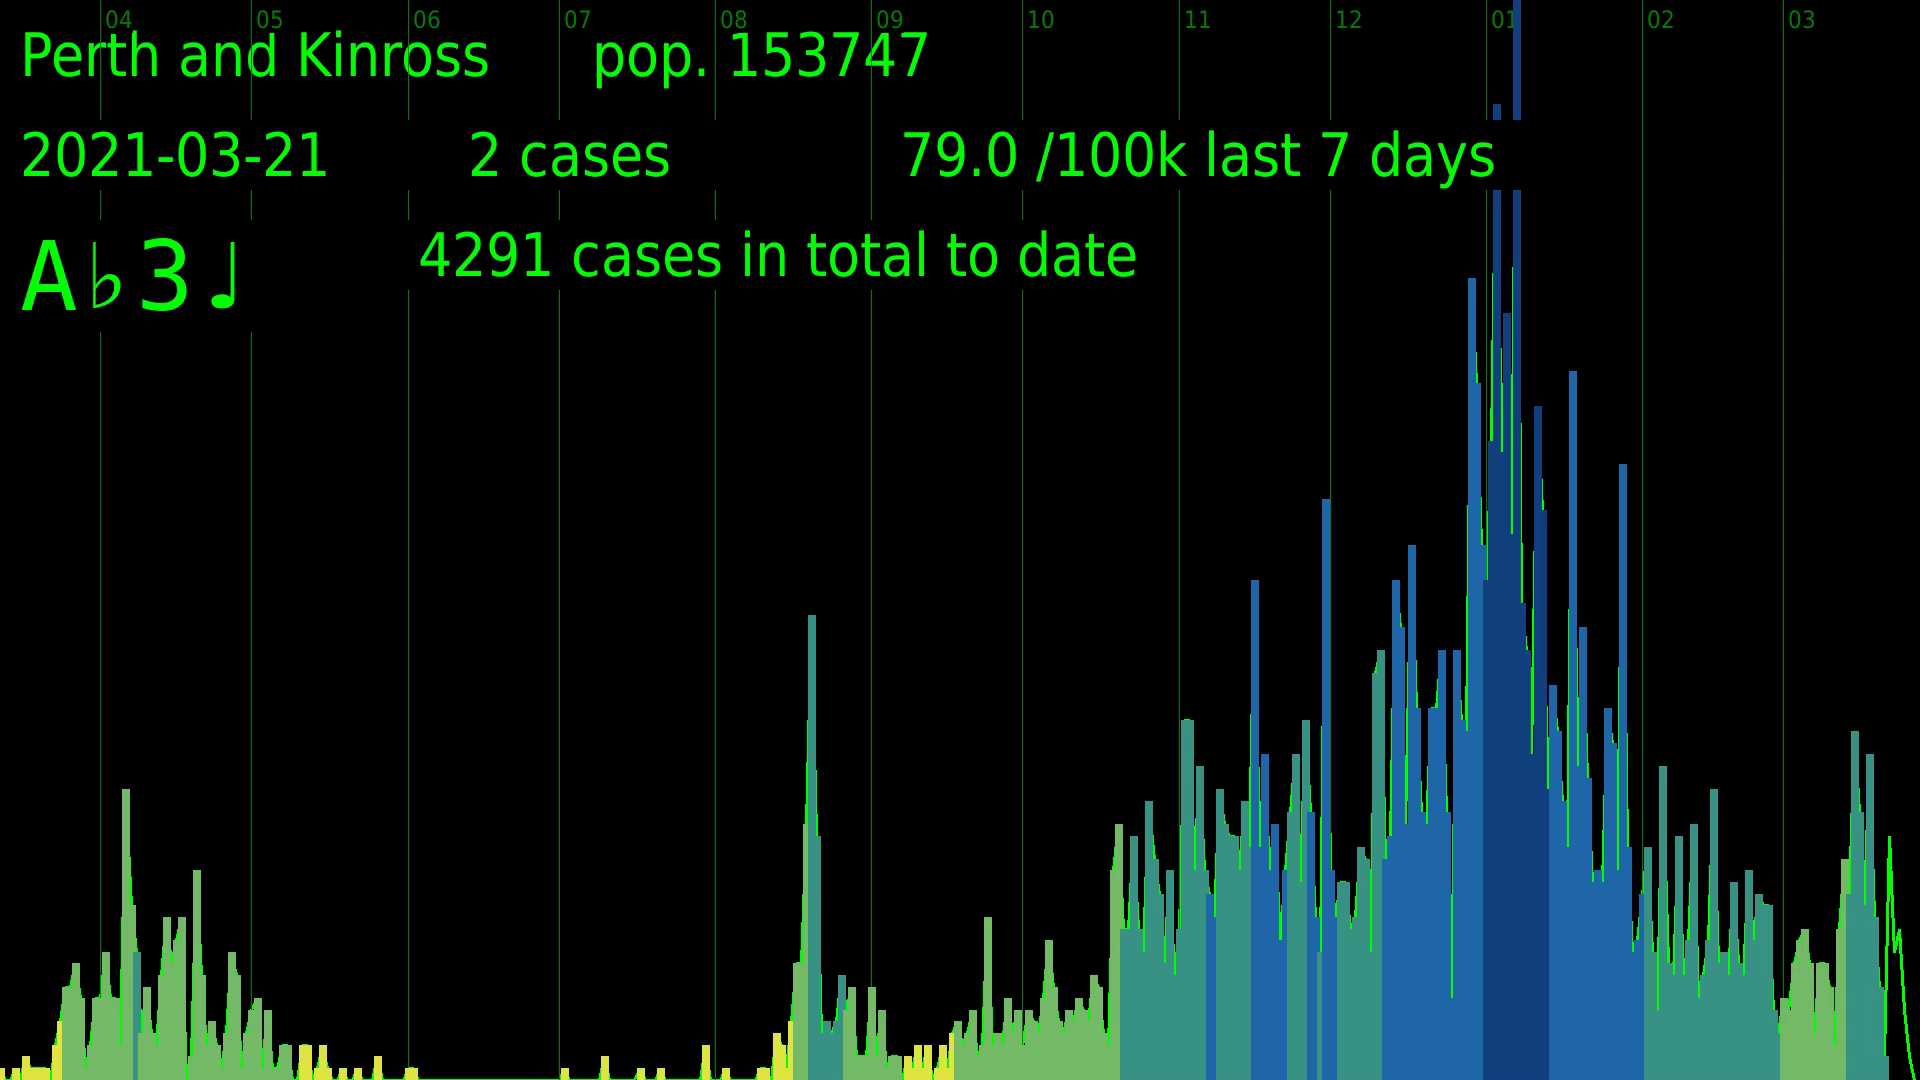 04 05 06 07 08 09 10 11 12 01 02 03
Perth and Kinross pop. 153747
2021-03-21 2 cases 79.0 /100k last 7 days
A♭3♩ 4291 cases in total to date